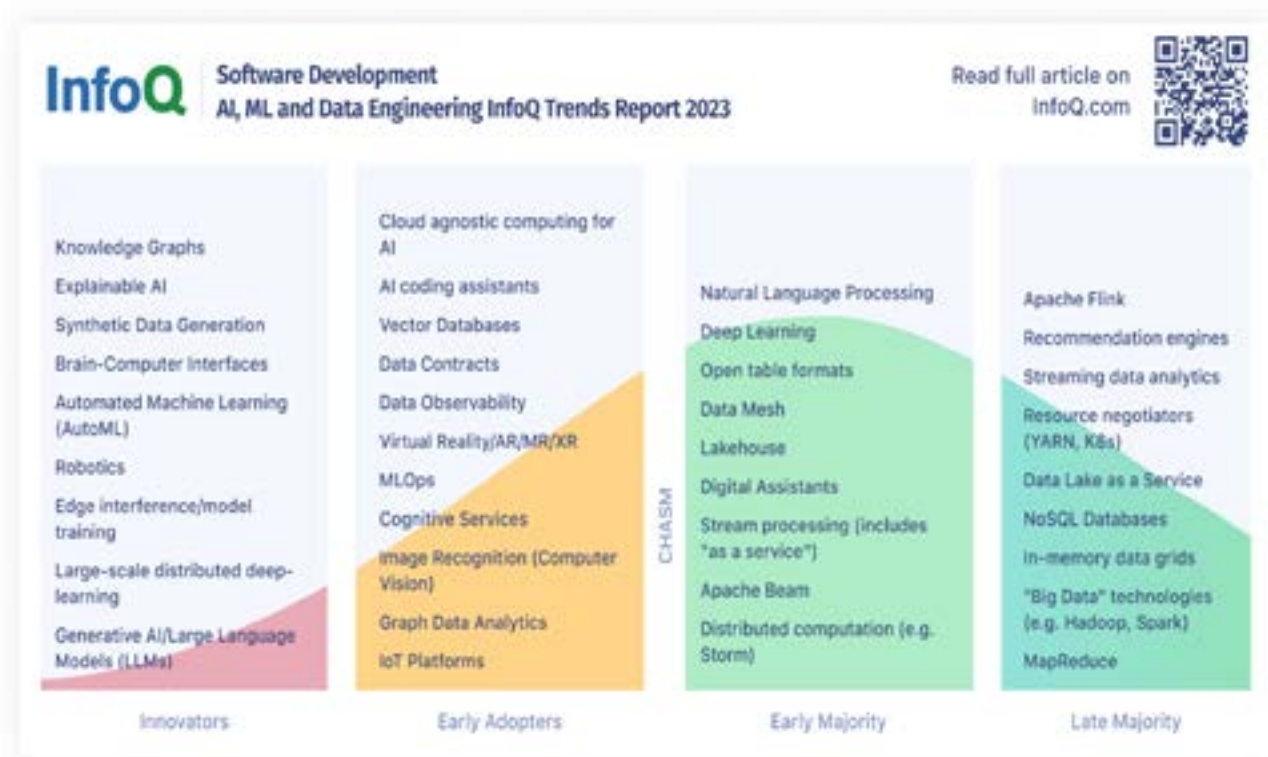 InfoQ
Software Development
AI, ML and Data Engineering InfoQ Trends Report 2023
Read full article on
InfoQ.com
Knowledge Graphs
Explainable AI
Synthetic Data Generation
Brain-Computer Interfaces
Automated Machine Learning
(AutoML)
Robotics
Edge interference/model
training
Large-scale distributed deep-
learning
Generative AI/Large Language
Models (LLMs)
Innovators
Cloud agnostic computing for
AI
AI coding assistants
Vector Databases
Data Contracts
Data Observability
Virtual Reality/AR/MR/XR
MLOps
Cognitive Services
Image Recognition (Computer
Vision)
Graph Data Analytics
IoT Platforms
Early Adopters
CHASM
Natural Language Processing
Deep Learning
Open table formats
Data Mesh
Lakehouse
Digital Assistants
Stream processing (includes
"as a service")
Apache Beam
Distributed computation (e.g.
Storm)
Early Majority
Apache Flink
Recommendation engines
Streaming data analytics
Resource negotiators
(YARN, K8s)
Data Lake as a Service
NoSQL Databases
In-memory data grids
"Big Data" technologies
(e.g. Hadoop, Spark)
MapReduce
Late Majority